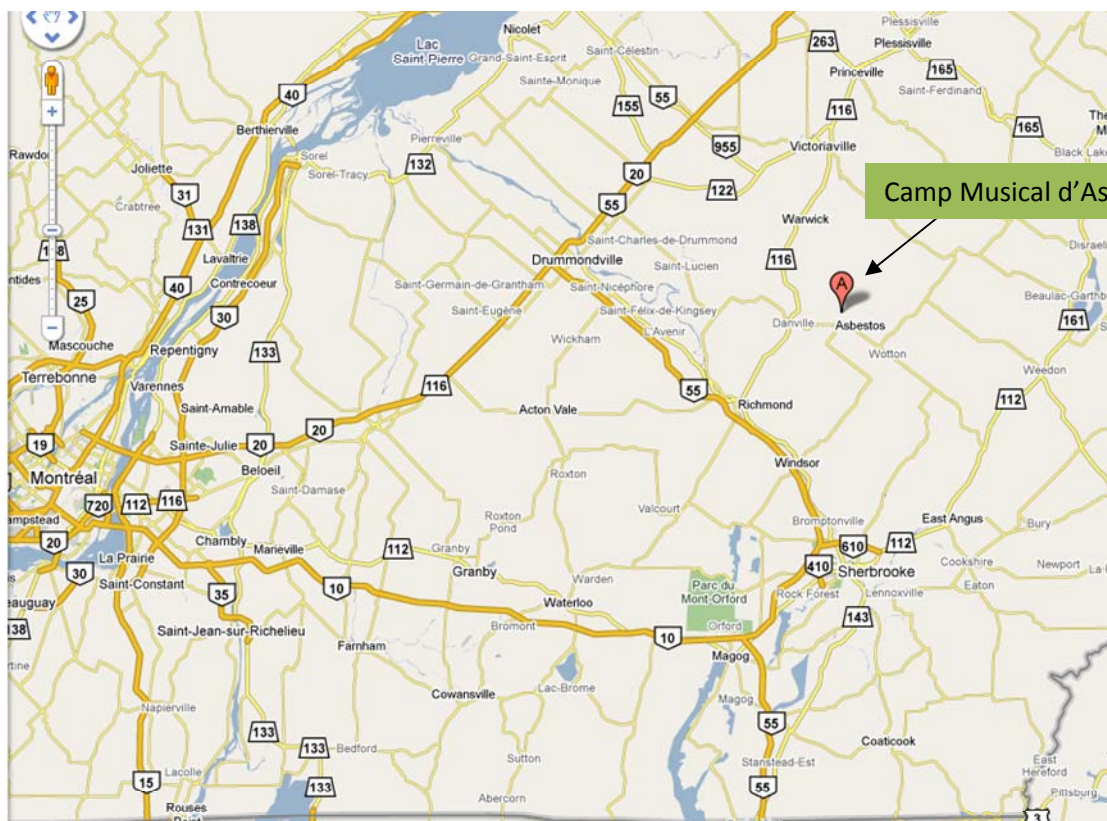 Nicolet
263
Plessisville
Plessisville
Lac
Saint-Pierre
Grand-Saint-Esprit
Saint-Célestin
165
Sainte-Monique
Princeville
Saint-Ferdinand
40
55
155
116
Berthierville
Pierreville
165
Rawdon
Joliette
Sorel
132
955
Victoriaville
Black Lake
Sorel-Tracy
20
31
122
Crabtree
55
Camp Musical d'As
131
138
Warwick
Saint-Charles-de-Drummond
Lavaltrie
Drummondville
Saint-Lucien
116
40
Contrecoeur
Saint-Germain-de-Grantham
Saint-Nicéphore
A
25
Saint-Eugène
Saint-Félix-de-Kingsey
Beaulac-Garthb
30
L'Avenir
Danville
Asbestos
161
Mascouche
Repentigny
133
Wickham
Wotton
Terrebonne
Varennes
116
55
Weedon
Saint-Amable
Acton Vale
Richmond
112
19
Sainte-Julie
20
20
Montréal
Beloeil
Windsor
Saint-Damase
Roxton
720
112
116
Roxton
Pond
Valcourt
Bromptonville
East Angus
Bury
20
Chambly
Marieville
112
Granby
610
112
La Prairie
Granby
410
Sherbrooke
Cookshire
Newport
30
Saint-Constant
Warden
Parc du
Mont-Orford
Rock Forest
Lennoxville
Eaton
35
10
Waterloo
143
138
Saint-Jean-sur-Richelieu
Bromont
10
Orford
Farnham
Magog
Cowansville
Lac-Brome
Magog
Napierville
55
133
133
Bedford
Sutton
Coaticook
Stanstead-Est
East
Hereford
Lacolle
15
133
Abercorn
55
Pittsburg
Rouses
Point
3